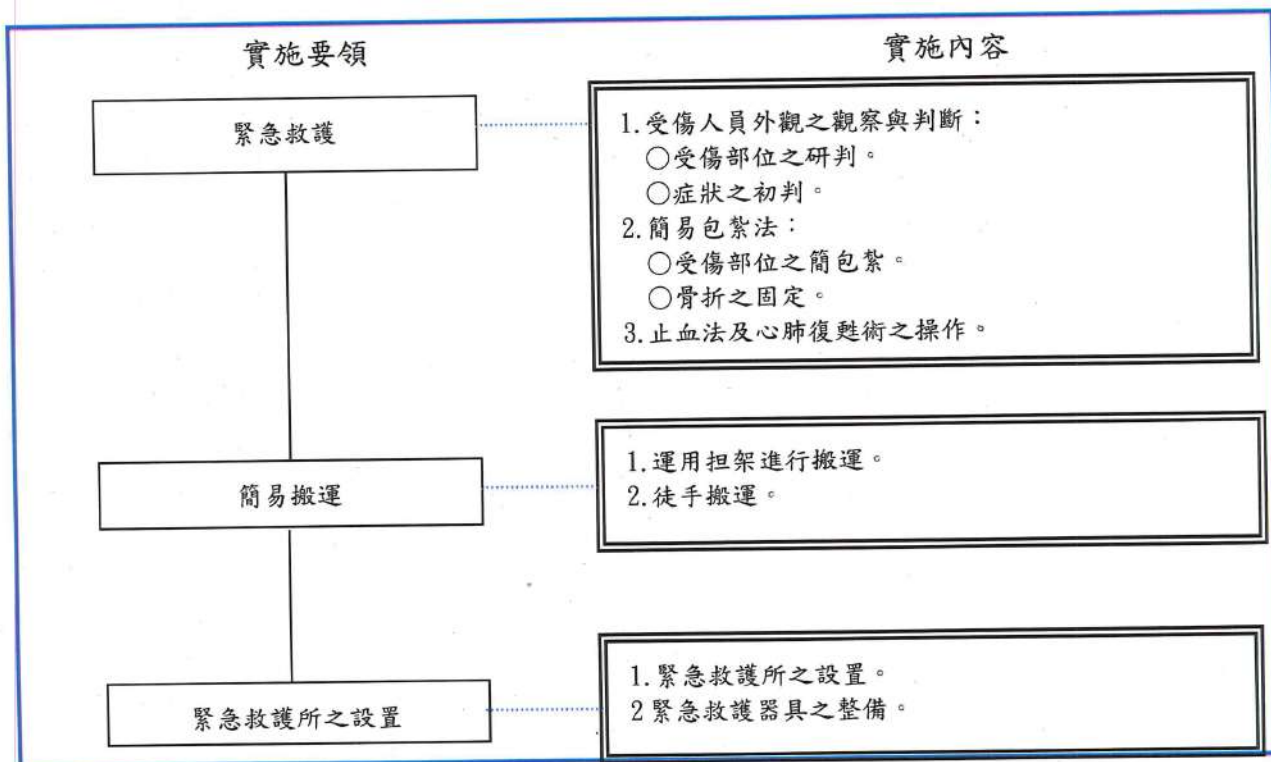 實施要領
實施內容
緊急救護
1.受傷人員外觀之觀察與判斷：
○受傷部位之研判。
○症狀之初判。
2.簡易包紮法：
○受傷部位之簡包紮。
○骨折之固定。
3.止血法及心肺復甦術之操作。
簡易搬運
1.運用担架進行搬運。
2.徒手搬運。
緊急救護所之設置
1.緊急救護所之設置。
2緊急救護器具之整備。